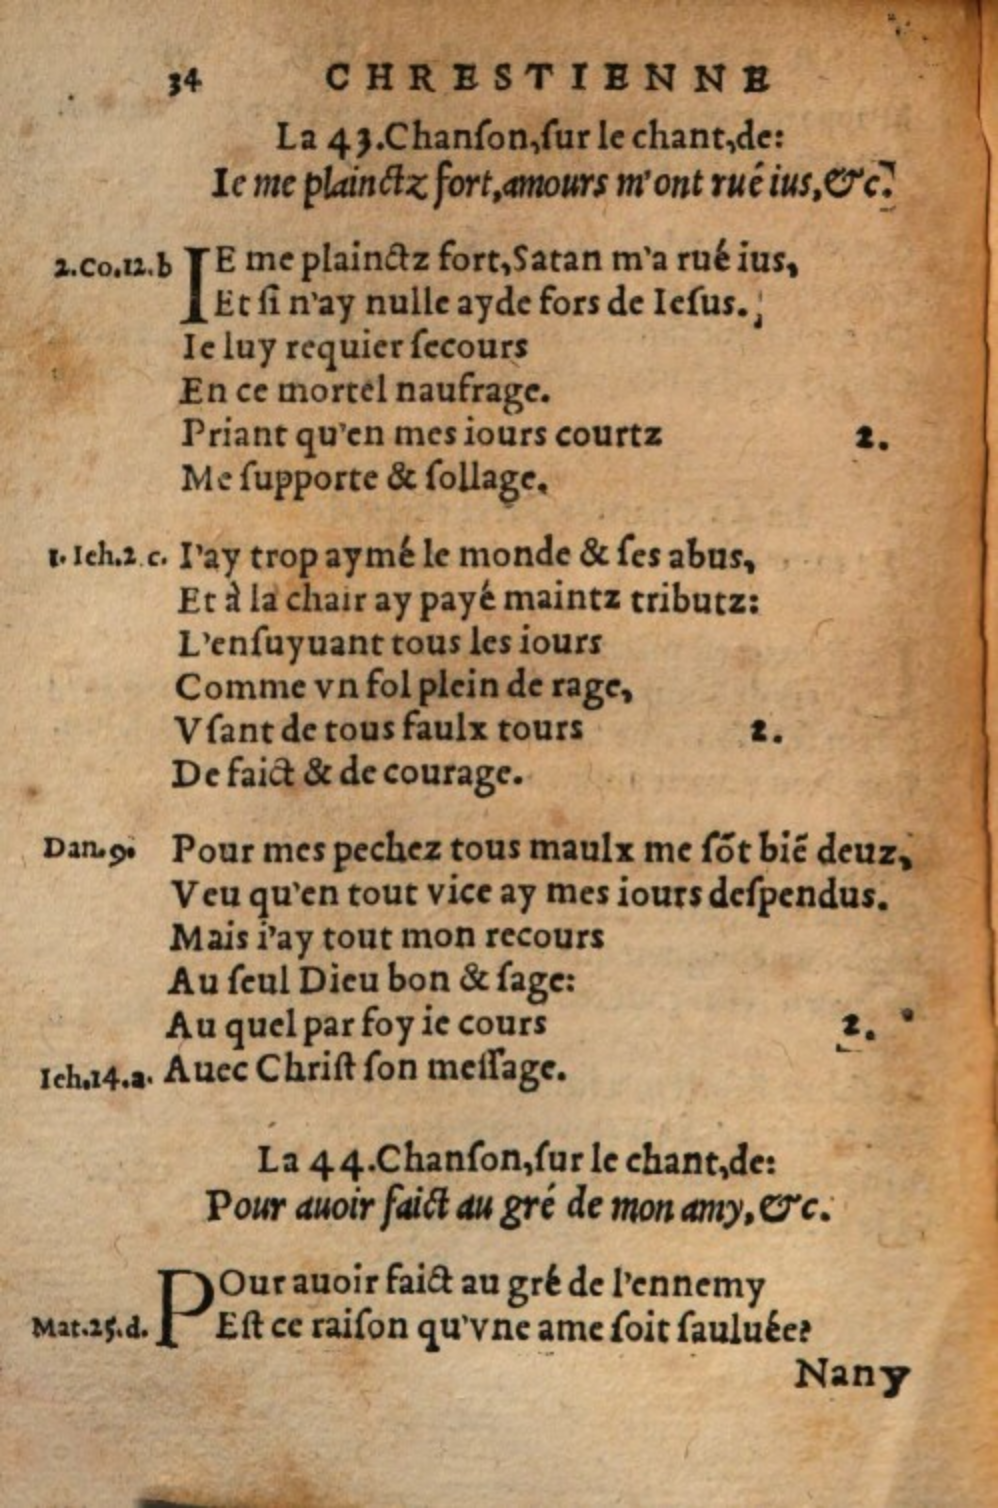 34 CHRESTIENNE
La 43.Chanſon,ſur le chant,de:
Ie me plainctz fort,amours m'ont rué ius,&c.
2.Co.12.b IE me plainctz fort,Satan m'a rué ius,
Et ſi n'ay nulle ayde fors de Ieſus.
Ie luy requier ſecours
En ce mortel naufrage.
Priant qu'en mes iours courtz 2.
Me ſupporte & ſollage.
1. Ieh.2.c. I'ay trop aymé le monde & ſes abus,
Et à la chair ay payé maintz tributz:
L'enſuyuant tous les iours
Comme vn fol plein de rage,
Vſant de tous faulx tours 2.
De faict & de courage.
Dan.9. Pour mes pechez tous maulx me ſõt biẽ deuz,
Veu qu'en tout vice ay mes iours deſpendus.
Mais i'ay tout mon recours
Au ſeul Dieu bon & ſage:
Au quel par foy ie cours 2.
Ieh.14.a. Auec Chriſt ſon meſſage.
La 44.Chanſon,ſur le chant,de:
Pour auoir faict au gré de mon amy,&c.
POur auoir faict au gré de l'ennemy
Mat.25.d. Eſt ce raiſon qu'vne ame ſoit ſauluée?
Nany